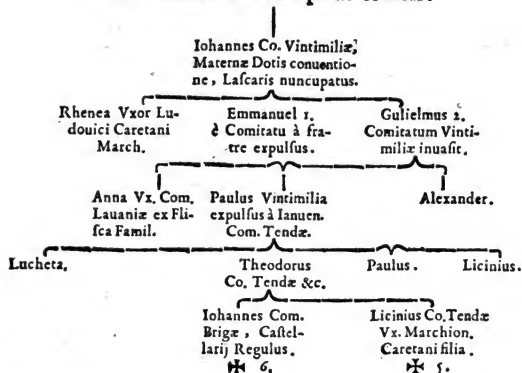 Iohannes Co. Vintimiliæ,
Maternæ Dotis conuentio-
ne, Laſcaris nuncupatus.
Rhenea Vxor Lu-
douici Caretani
March.
Emmanuel 1.
è Comitatu à fra-
tre expulſus.
Gulielmus 2.
Comitatum Vinti-
miliæ inuaſit.
Anna Vx. Com.
Lauaniæ ex Fli-
ſca Famil.
Paulus Vintimilia
expulſus à Ianuen.
Com. Tendæ.
Alexander.
Lucheta.
Theodorus
Co. Tendæ &c.
Paulus.
Licinius.
Iohannes Com.
Brigæ, Caſtel-
larij Regulus.
✠ 6.
Licinius Co. Tendæ
Vx. Marchion.
Caretani filia.
✠ 5.